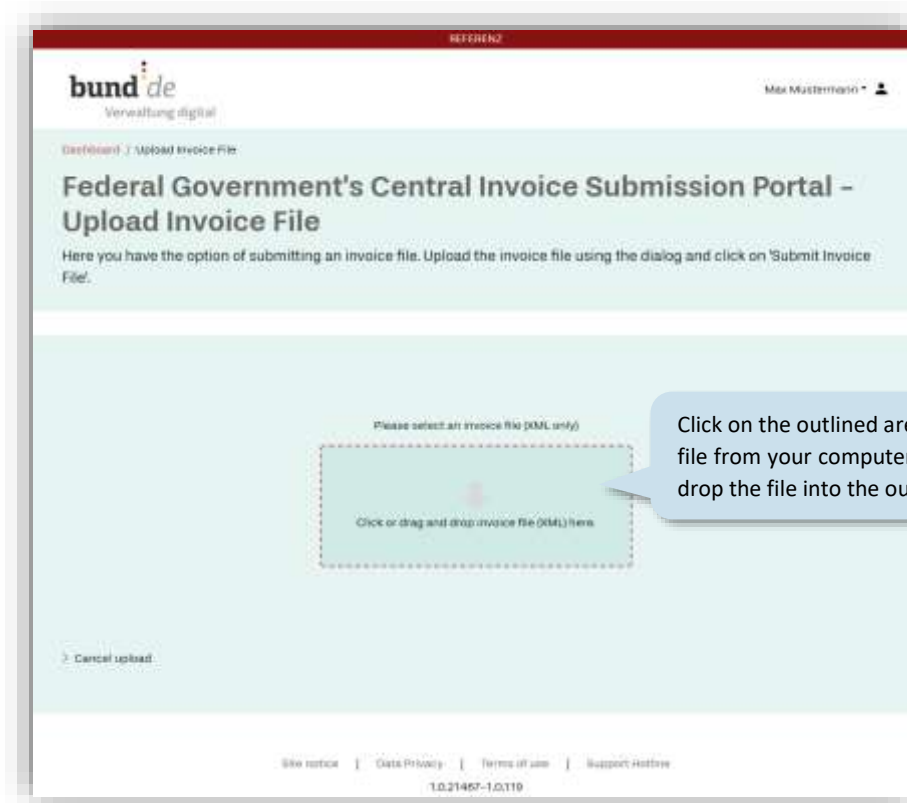 REFERENZ
bund de
Verwaltung digital
Max Mustermann
Dashboard > Upload Invoice File
Federal Government's Central Invoice Submission Portal –
Upload Invoice File
Here you have the option of submitting an invoice file. Upload the invoice file using the dialog and click on 'Submit Invoice
File'.
Please select an invoice file (XML only)
Click on the outlined are
file from your computer
drop the file into the ou
Click or drag and drop invoice file (XML) here.
> Cancel upload
Site notice | Data Privacy | Terms of use | Support Hotline
1.0.21467-1.0.119